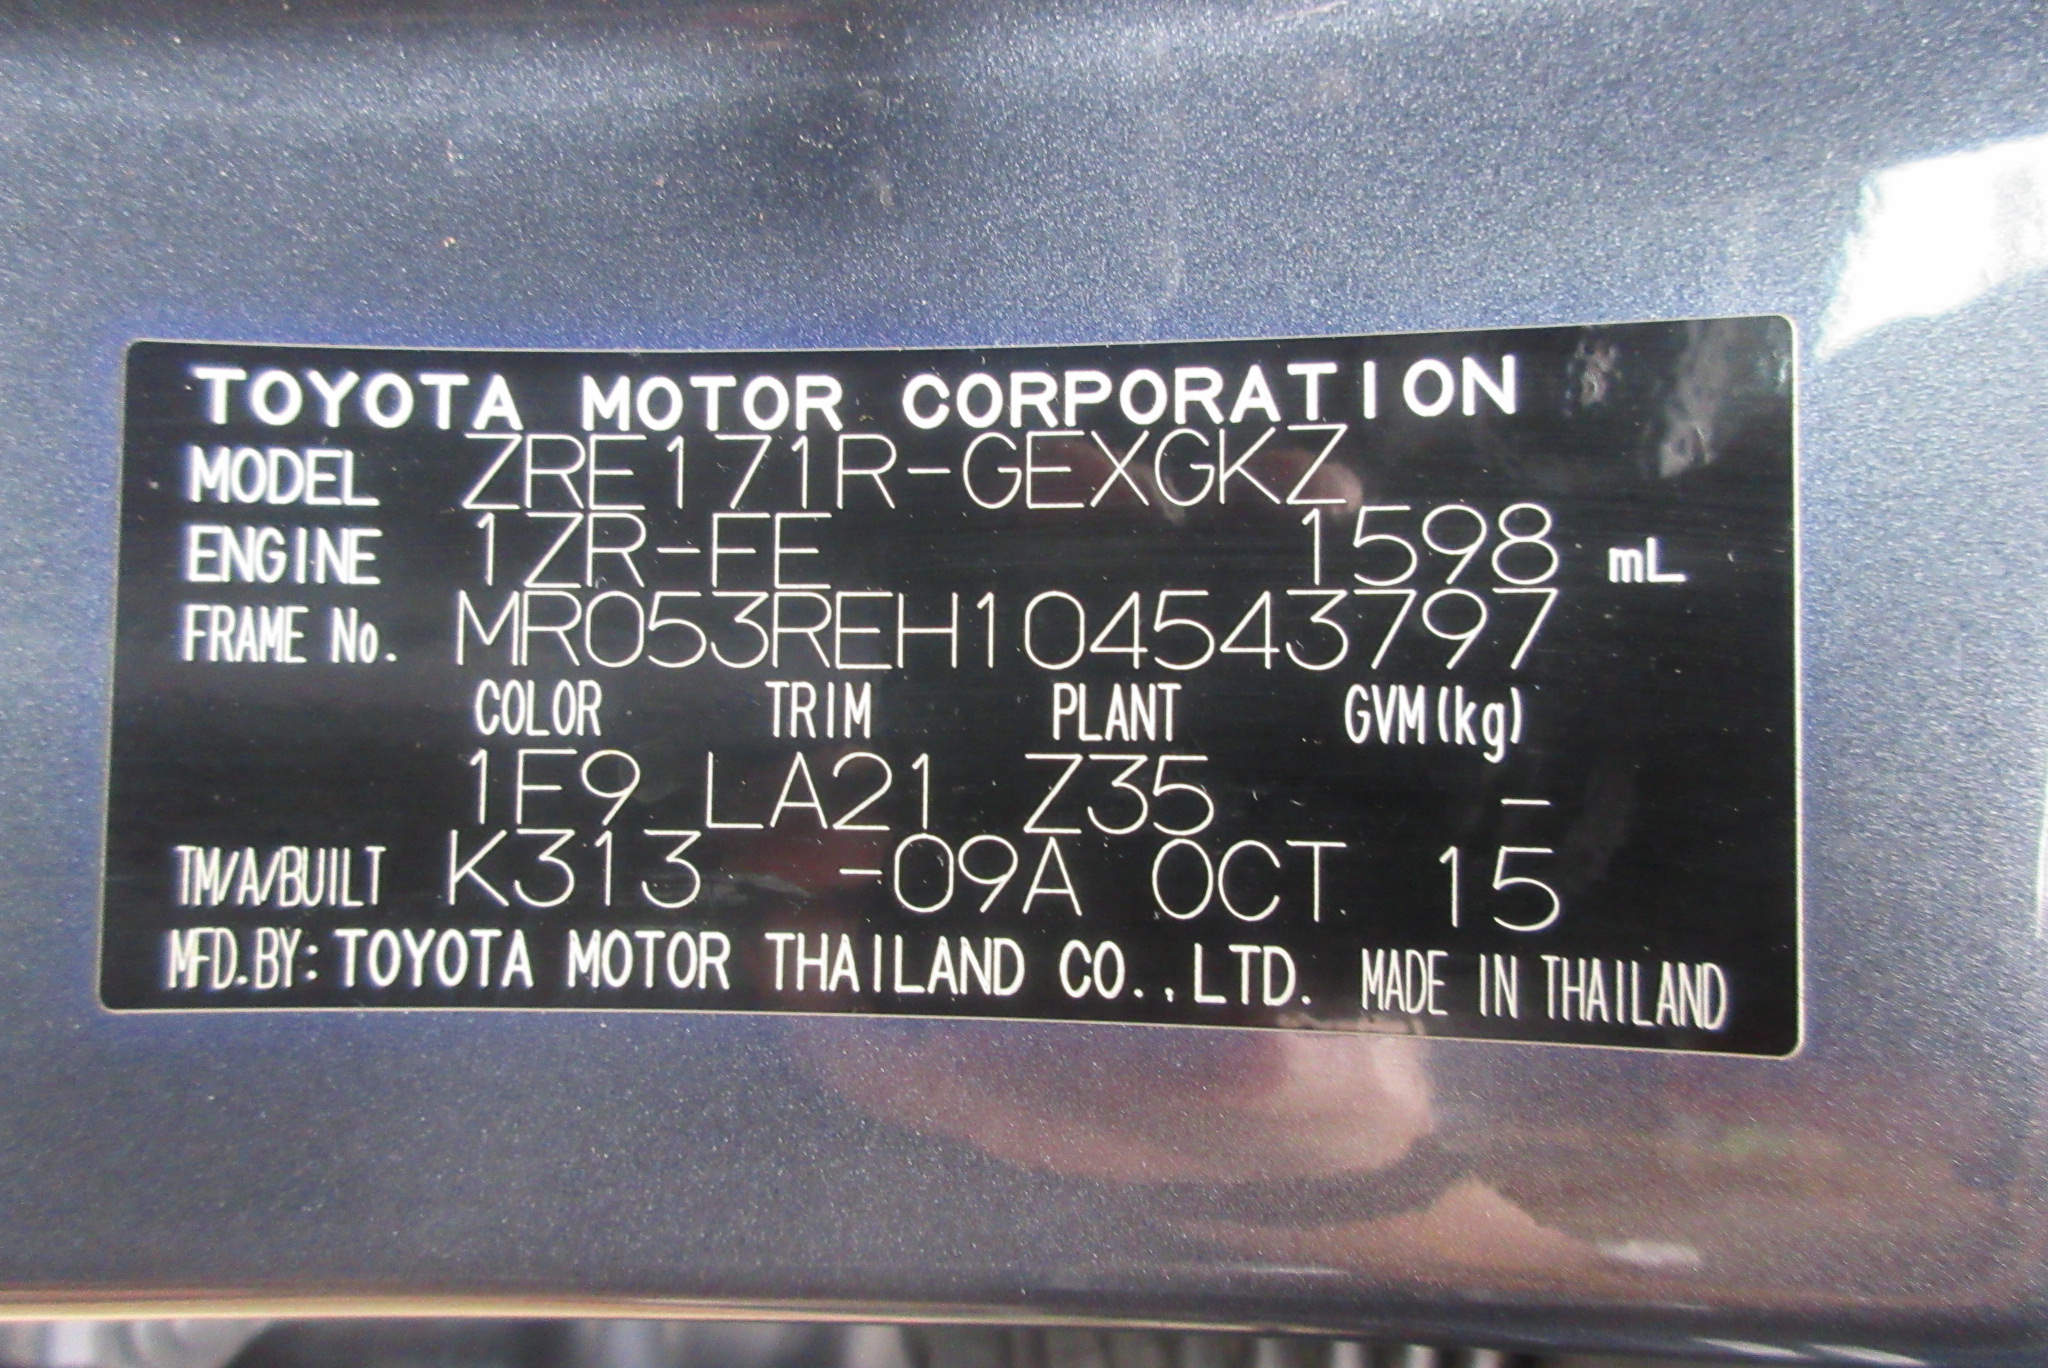 TOYOTA MOTOR CORPORATION
MODEL ZRE171R-GEXGKZ
ENGINE 1ZR-FE 1598 mL
FRAME No. MR053REH104543797
COLOR TRIM PLANT GVM(kg)
1F9 LA21 Z35 -
TM/A/BUILT K313 -09A OCT 15
MFD.BY: TOYOTA MOTOR THAILAND CO.,LTD. MADE IN THAILAND